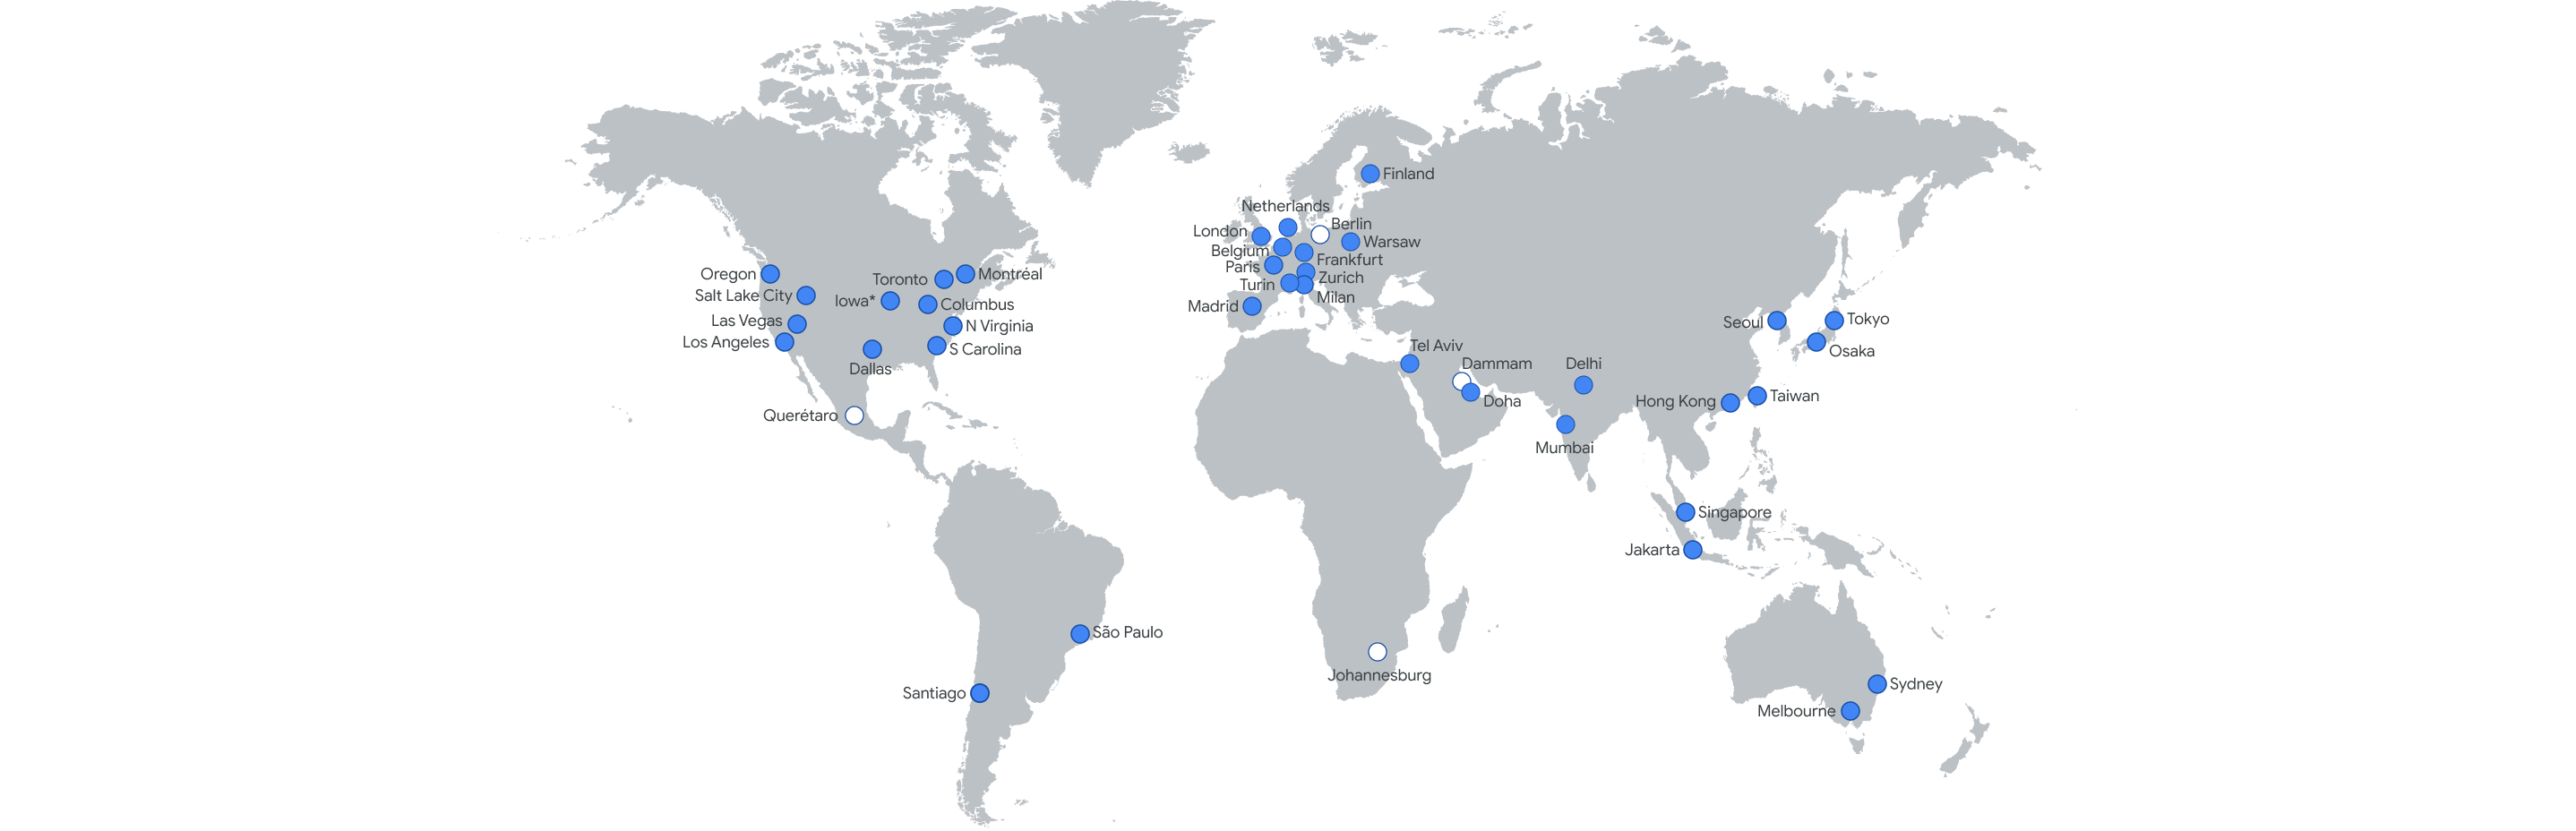 Finland
Netherlands
Berlin
London
Warsaw
Belgium
Frankfurt
Paris
Zurich
Turin
Milan
Madrid
Oregon
Toronto
Montréal
Salt Lake City
Iowa*
Columbus
Las Vegas
N Virginia
Los Angeles
S Carolina
Dallas
Querétaro
Tel Aviv
Dammam
Doha
Delhi
Mumbai
Seoul
Tokyo
Osaka
Hong Kong
Taiwan
Singapore
Jakarta
São Paulo
Santiago
Johannesburg
Sydney
Melbourne